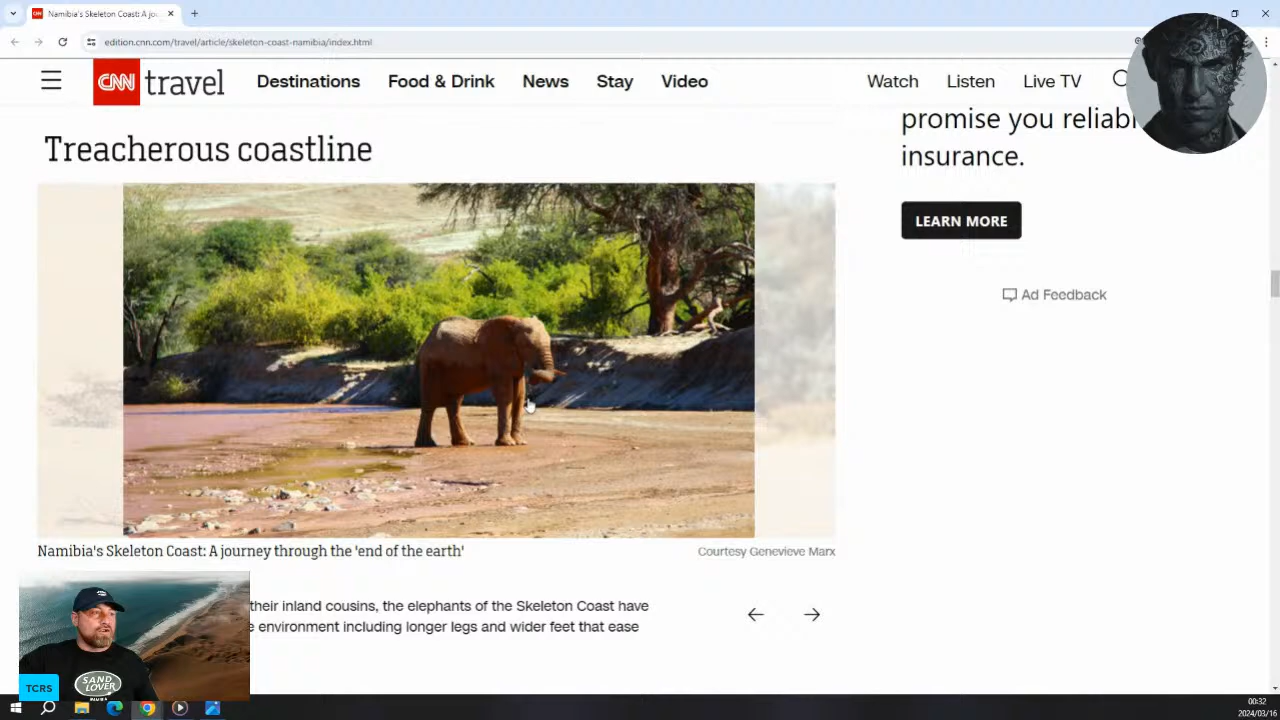 Namibia's Skeleton Coast: A jou
edition.cnn.com/travel/article/skeleton-coast-namibia/index.html
CNN travel Destinations Food & Drink News Stay Video Watch Listen Live TV
promise you
insurance.
LEARN MORE
Ad Feedback
Treacherous coastline
Namibia's Skeleton Coast: A journey through the 'end of the earth'
Courtesy Genevieve Marx
their inland cousins, the elephants of the Skeleton Coast have
environment including longer legs and wider feet that ease
SAND
LOVER
TCRS
00:32
2024/03/16